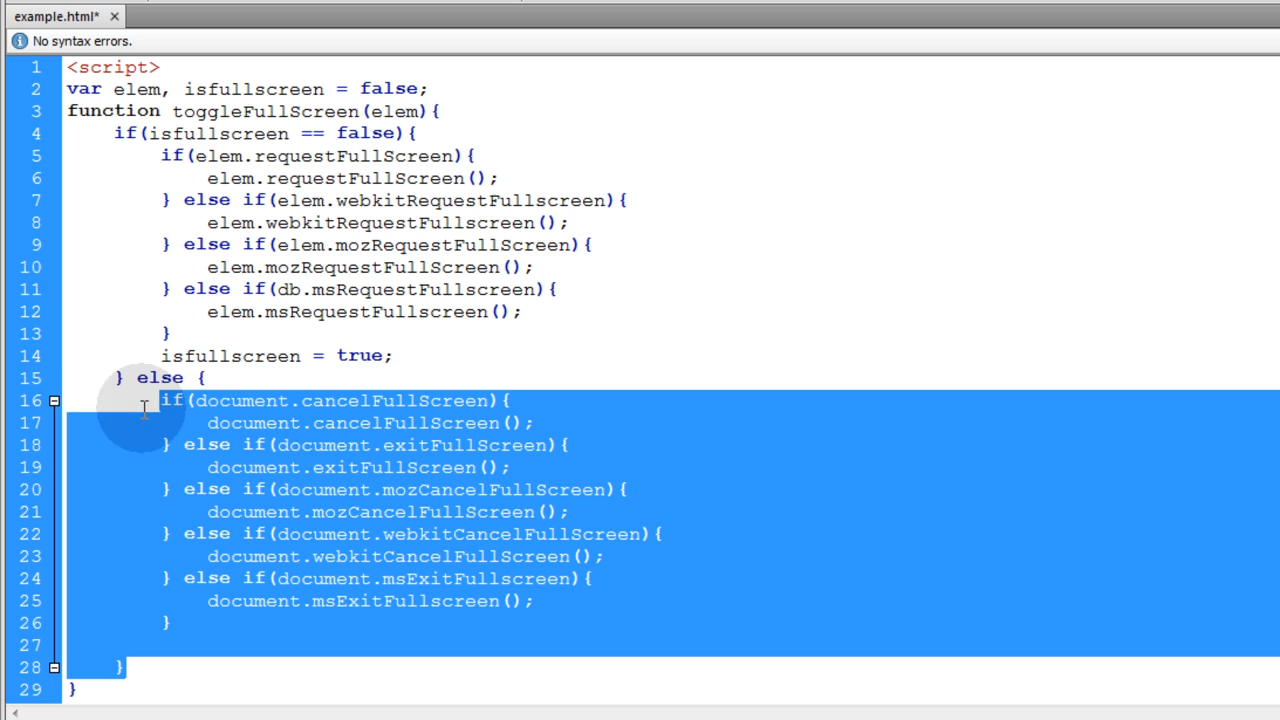 example.html* ×
No syntax errors.
1 <script>
2 var elem, isfullscreen = false;
3 function toggleFullScreen(elem){
4 if(isfullscreen == false){
5 if(elem.requestFullScreen){
6 elem.requestFullScreen();
7 } else if(elem.webkitRequestFullscreen){
8 elem.webkitRequestFullscreen();
9 } else if(elem.mozRequestFullScreen){
10 elem.mozRequestFullScreen();
11 } else if(db.msRequestFullscreen){
12 elem.msRequestFullscreen();
13 }
14 isfullscreen = true;
15 } else {
16 if(document.cancelFullScreen){
17 document.cancelFullScreen();
18 } else if(document.exitFullScreen){
19 document.exitFullScreen();
20 } else if(document.mozCancelFullScreen){
21 document.mozCancelFullScreen();
22 } else if(document.webkitCancelFullScreen){
23 document.webkitCancelFullScreen();
24 } else if(document.msExitFullscreen){
25 document.msExitFullscreen();
26 }
27
28 }
29 }